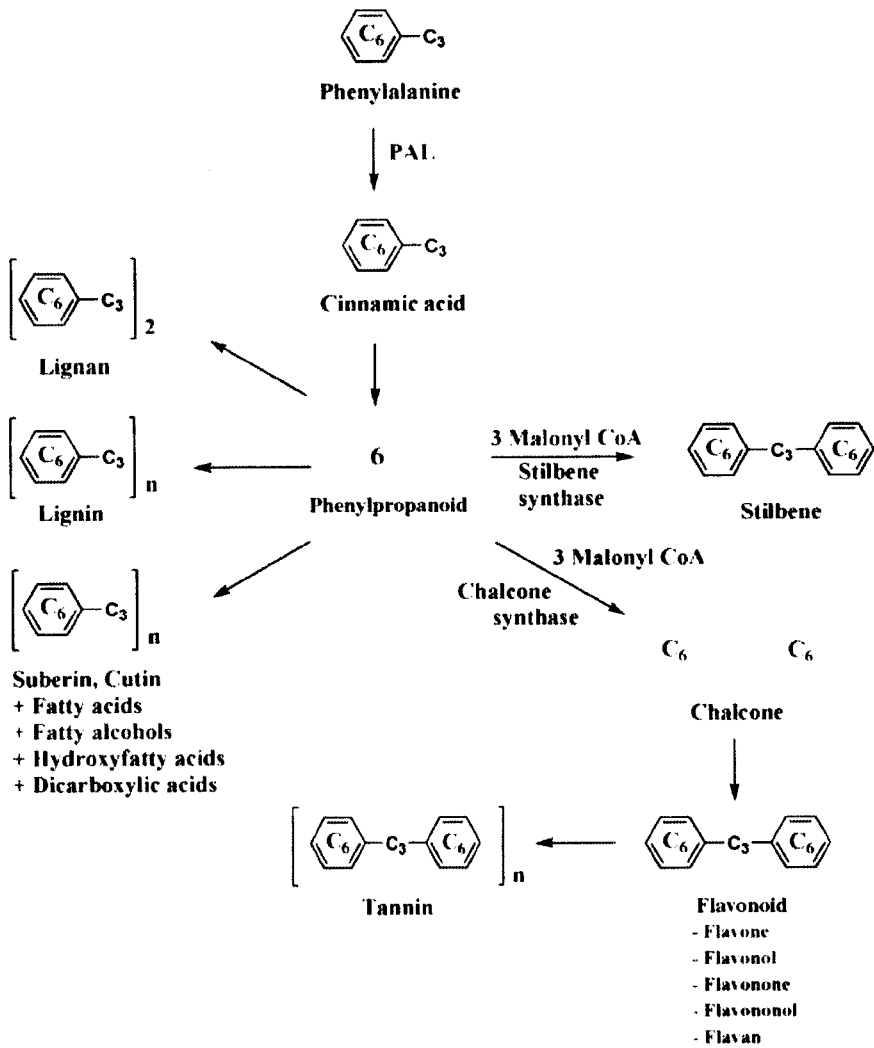 C6 C3
Phenylalanine
PAL
C6 C3
Cinnamic acid
[C6 C3]2
Lignan
[C6 C3]n
Lignin
6
Phenylpropanoid
3 Malonyl CoA
Stilbene
synthase
C6 C3 C6
Stilbene
3 Malonyl CoA
Chalcone
synthase
[C6 C3]n
Suberin, Cutin
+ Fatty acids
+ Fatty alcohols
+ Hydroxyfatty acids
+ Dicarboxylic acids
C6 C6
Chalcone
[C6 C3 C6]n
Tannin
C6 C3 C6
Flavonoid
- Flavone
- Flavonol
- Flavonone
- Flavononol
- Flavan